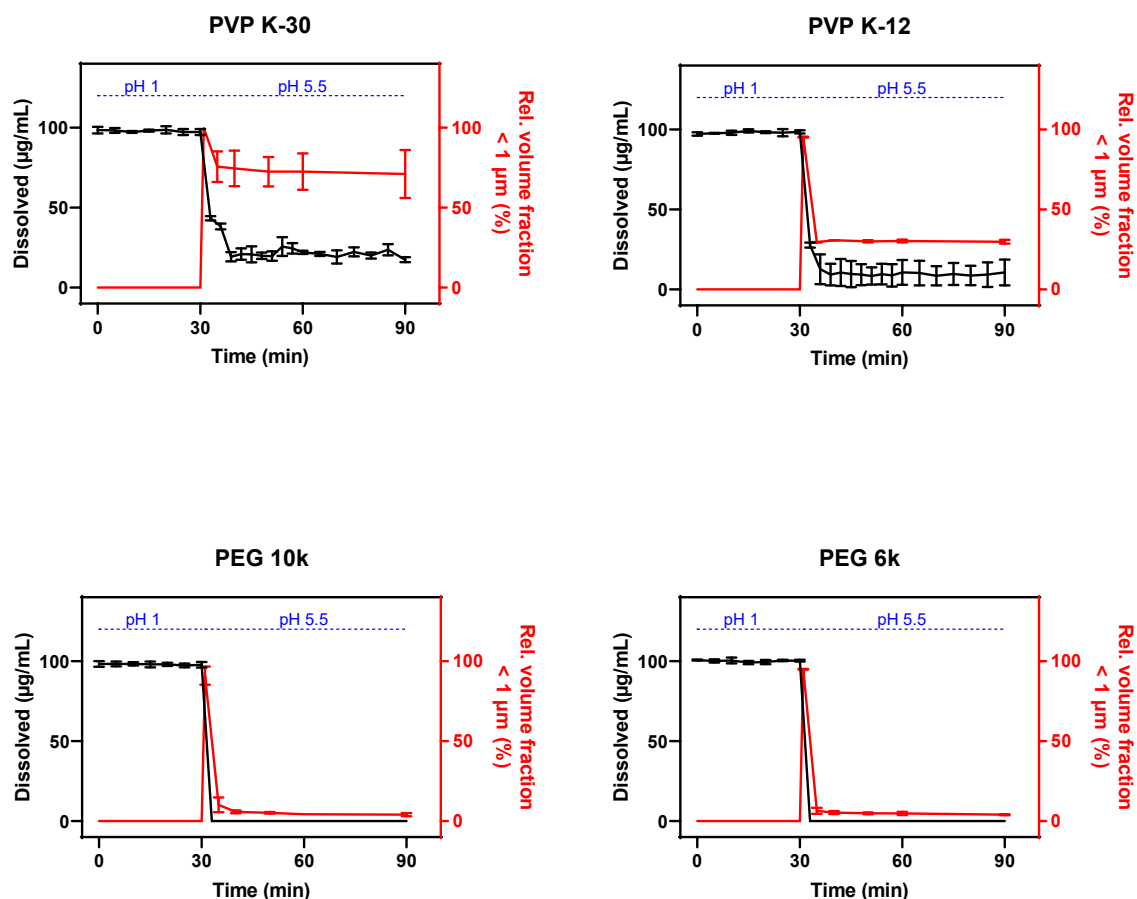 PVP K-30
pH 1 pH 5.5
Dissolved (µg/mL)
100
50
0
0 30 60 90
Time (min)
100
50
0
Rel. volume fraction
< 1 µm (%)
PVP K-12
pH 1 pH 5.5
Dissolved (µg/mL)
100
50
0
0 30 60 90
Time (min)
100
50
0
Rel. volume fraction
< 1 µm (%)
PEG 10k
pH 1 pH 5.5
Dissolved (µg/mL)
100
50
0
0 30 60 90
Time (min)
100
50
0
Rel. volume fraction
< 1 µm (%)
PEG 6k
pH 1 pH 5.5
Dissolved (µg/mL)
100
50
0
0 30 60 90
Time (min)
100
50
0
Rel. volume fraction
< 1 µm (%)